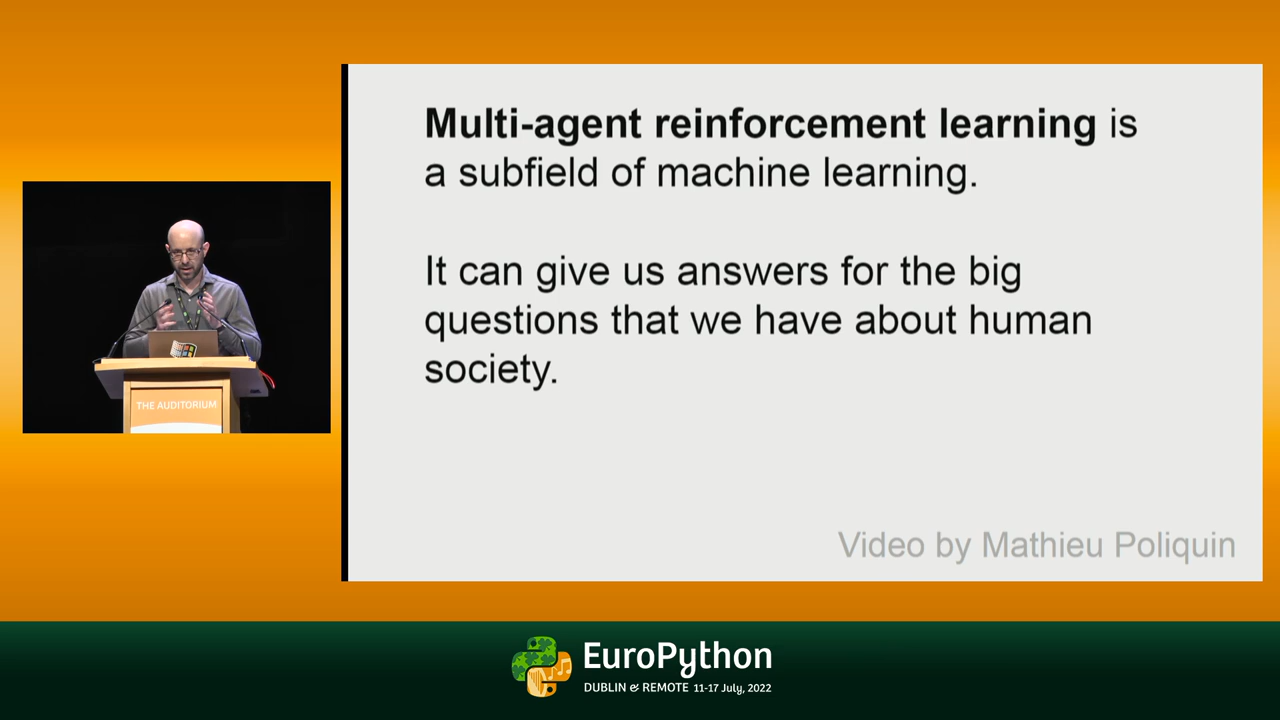 Multi-agent reinforcement learning is
a subfield of machine learning.
It can give us answers for the big
questions that we have about human
society.
Video by Mathieu Poliquin
THE AUDITORIUM
EuroPython
DUBLIN & REMOTE 11-17 July, 2022